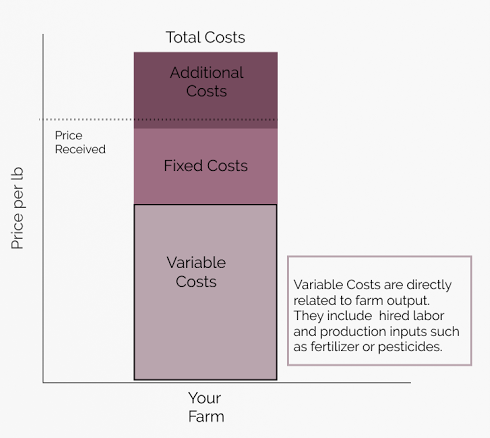 Total Costs
Additional
Costs
Price
Received
Fixed Costs
Price per lb
Variable
Costs
Variable Costs are directly
related to farm output.
They include hired labor
and production inputs such
as fertilizer or pesticides.
Your
Farm